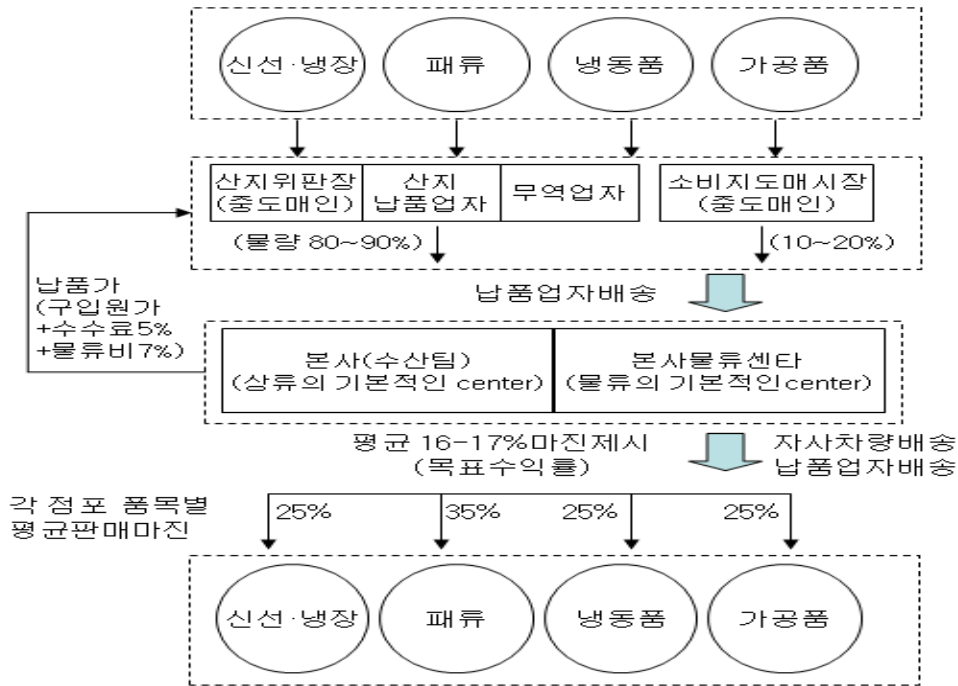 신선·냉장
패류
냉동품
가공품
산지위판장
(중도매인)
산지
납품업자
무역업자
소비지도매시장
(중도매인)
(물량 80~90%)
(10~20%)
납품가
(구입원가
+수수료5%
+물류비7%)
납품업자배송
본사(수산팀)
(상류의 기본적인 center)
본사물류센타
(물류의 기본적인center)
평균 16-17%마진제시
(목표수익률)
자사차량배송
납품업자배송
각 점포 품목별
평균판매마진
25%
35%
25%
25%
신선·냉장
패류
냉동품
가공품